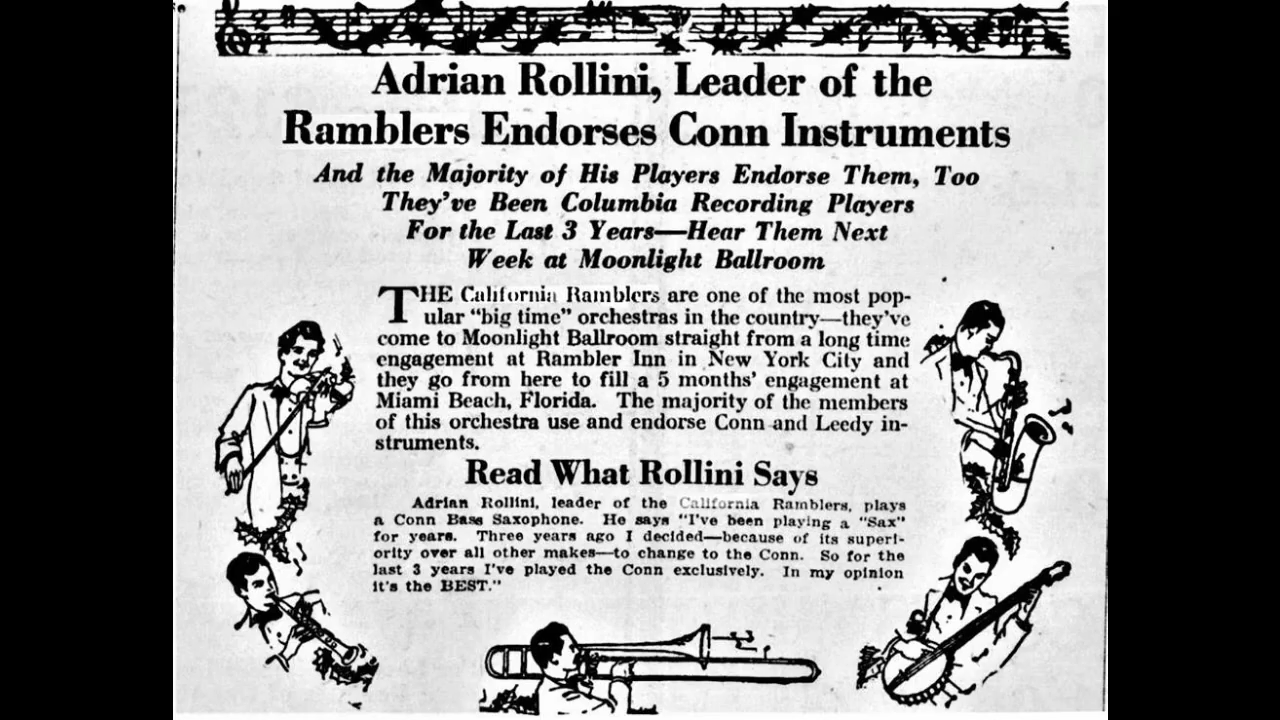 Adrian Rollini, Leader of the
Ramblers Endorses Conn Instruments
And the Majority of His Players Endorse Them, Too
They've Been Columbia Recording Players
For the Last 3 Years—Hear Them Next
Week at Moonlight Ballroom
THE California Ramblers are one of the most pop-
ular "big time" orchestras in the country—they've
come to Moonlight Ballroom straight from a long time
engagement at Rambler Inn in New York City and
they go from here to fill a 5 months' engagement at
Miami Beach, Florida. The majority of the members
of this orchestra use and endorse Conn and Leedy in-
struments.
Read What Rollini Says
Adrian Rollini, leader of the California Ramblers, plays
a Conn Bass Saxophone. He says "I've been playing a "Sax"
for years. Three years ago I decided—because of its superi-
ority over all other makes—to change to the Conn. So for the
last 3 years I've played the Conn exclusively. In my opinion
it's the BEST."